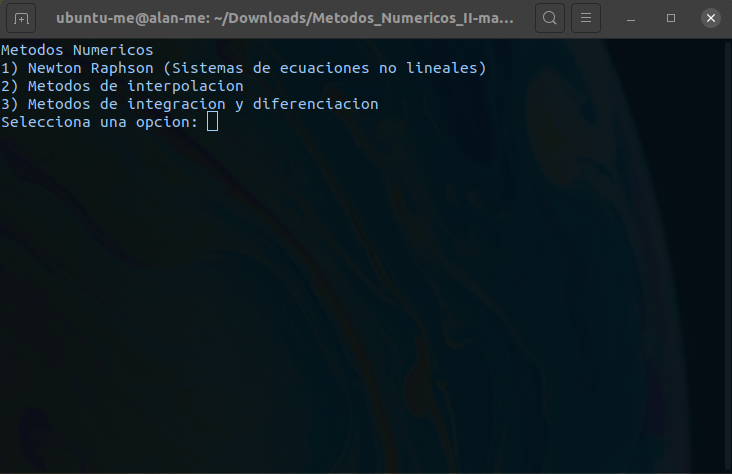 ubuntu-me@alan-me: ~/Downloads/Metodos_Numericos_II-ma...
Metodos Numericos
1) Newton Raphson (Sistemas de ecuaciones no lineales)
2) Metodos de interpolacion
3) Metodos de integracion y diferenciacion
Selecciona una opcion: